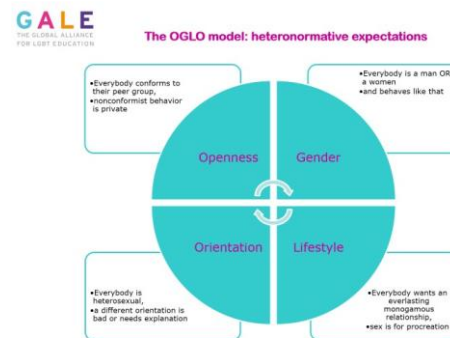 GALE
THE GLOBAL ALLIANCE
FOR LGBT EDUCATION
The OGLO model: heteronormative expectations
•Everybody conforms to
their peer group,
•nonconformist behavior
is private
•Everybody is a man OR
a women
•and behaves like that
Openness
Gender
Orientation
Lifestyle
•Everybody is
heterosexual,
•a different orientation is
bad or needs explanation
•Everybody wants an
everlasting
monogamous
relationship,
•sex is for procreation